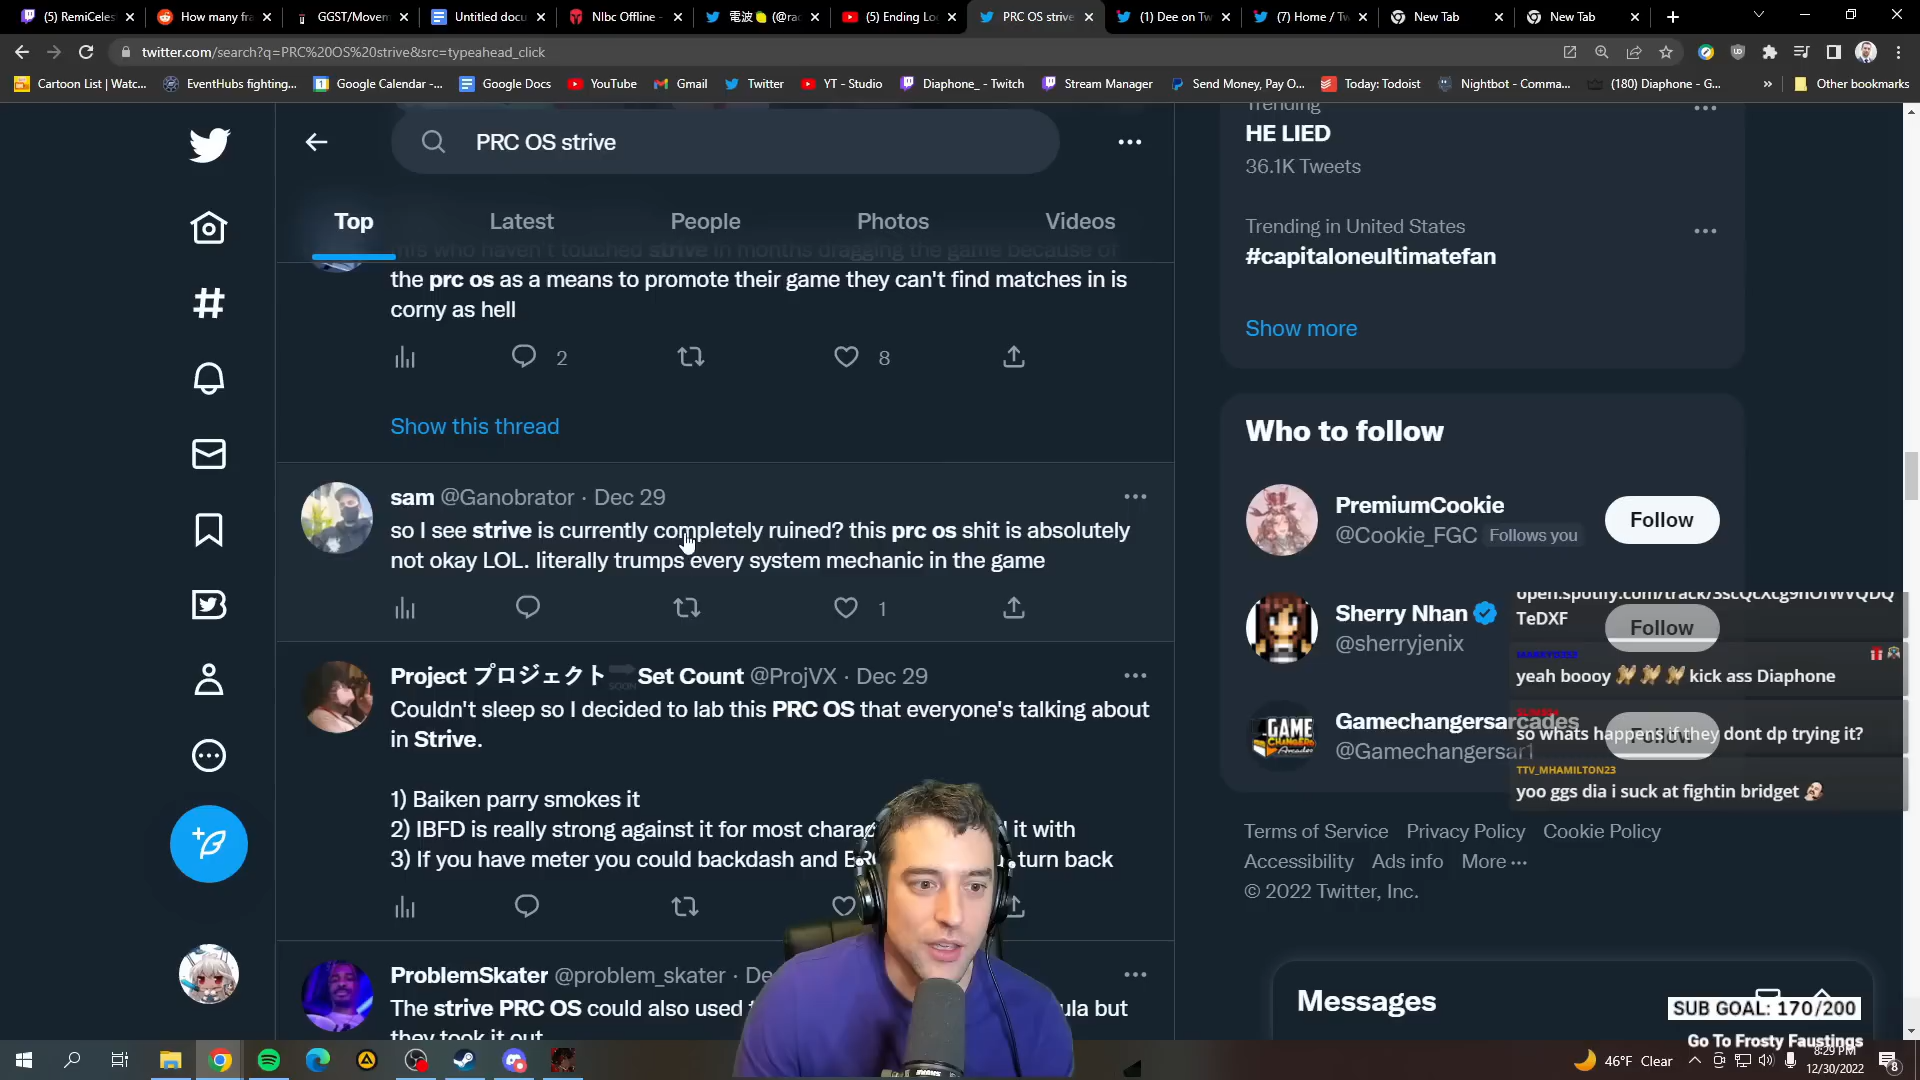 (5) RemiCeles
How many fra
GGST/Movem
Untitled docu
Nlbc Offline -
電波🍋 (@rac
(5) Ending Lo
PRC OS strive
(1) Dee on Tw
(7) Home / Tw
New Tab
New Tab
twitter.com/search?q=PRC%20OS%20strive&src=typeahead_click
Cartoon List | Watc...
EventHubs fighting...
Google Calendar -...
Google Docs
YouTube
Gmail
Twitter
YT - Studio
Diaphone_ - Twitch
Stream Manager
Send Money, Pay O...
Today: Todoist
Nightbot - Comma...
(180) Diaphone - G...
Other bookmarks
PRC OS strive
Top
Latest
People
Photos
Videos
mfs who haven't touched strive in months dragging the game because of
the prc os as a means to promote their game they can't find matches in is
corny as hell
2
8
Show this thread
sam @Ganobrator · Dec 29
so I see strive is currently completely ruined? this prc os shit is absolutely
not okay LOL. literally trumps every system mechanic in the game
1
Project プロジェクト SOON Set Count @ProjVX · Dec 29
Couldn't sleep so I decided to lab this PRC OS that everyone's talking about
in Strive.
1) Baiken parry smokes it
2) IBFD is really strong against it for most chara it with
3) If you have meter you could backdash and turn back
ProblemSkater @problem_skater · De
The strive PRC OS could also used ula but
they took it out
Trending
HE LIED
36.1K Tweets
Trending in United States
#capitaloneultimatefan
Show more
Who to follow
PremiumCookie
@Cookie_FGC Follows you
Follow
Sherry Nhan
@sherryjenix
Follow
Gamechangersarcades
@Gamechangersar1
Follow
open.spotify.com/track/3scQcXcg9hOfWVQDQ
TeDXF
yeah boooy kick ass Diaphone
so whats happens if they dont dp trying it?
TTV_MHAMILTON23
yoo ggs dia i suck at fightin bridget
Terms of Service Privacy Policy Cookie Policy
Accessibility Ads info More ···
© 2022 Twitter, Inc.
GAME CHANGERS Arcades
Messages
SUB GOAL: 170/200
Go To Frosty Faustings
46°F Clear
8:29 PM
12/30/2022
8